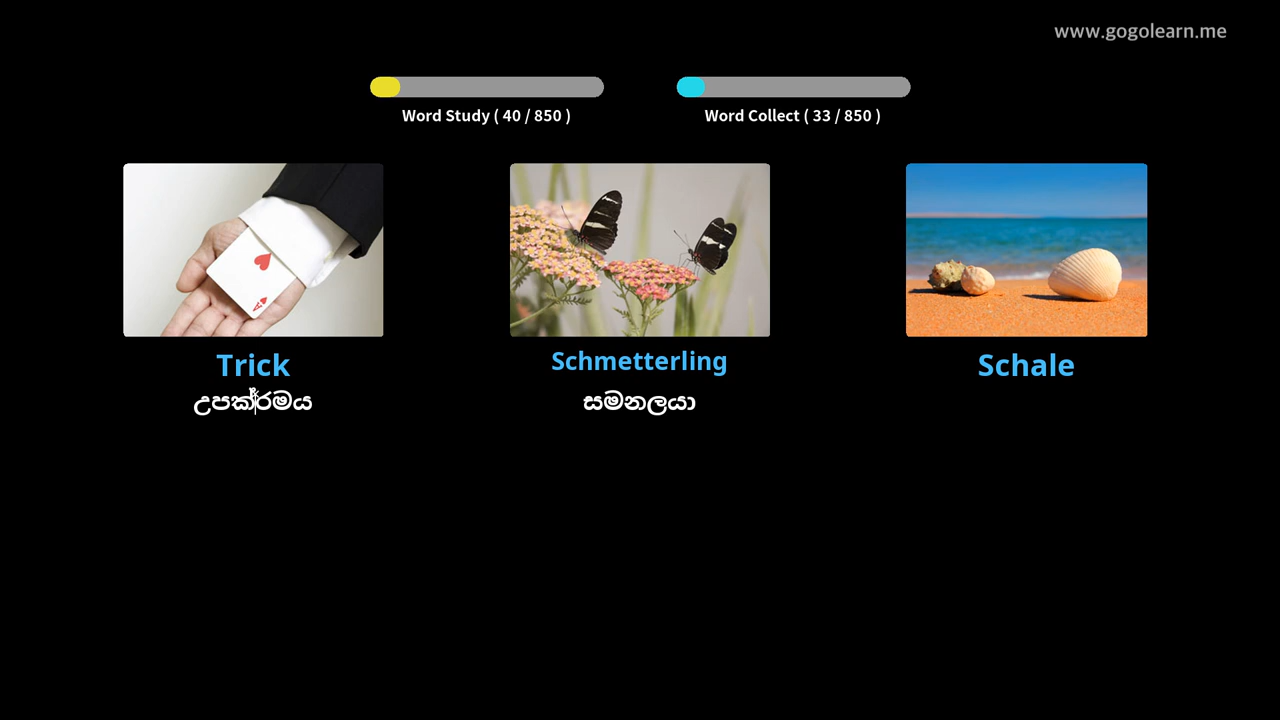 www.gogolearn.me
Word Study ( 40 / 850 )
Word Collect ( 33 / 850 )
Trick
Schmetterling
Schale
උපක්‍රමය
සමනලයා